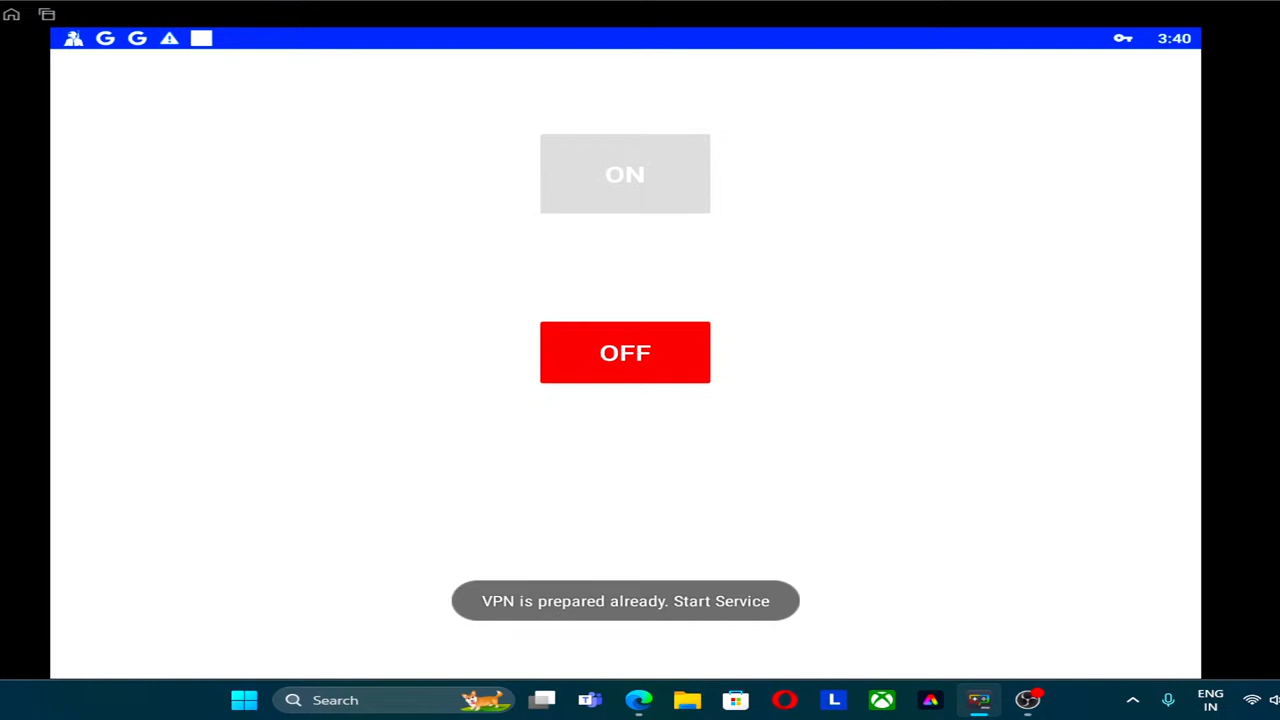 3:40
ON
OFF
VPN is prepared already. Start Service
Search
ENG
IN